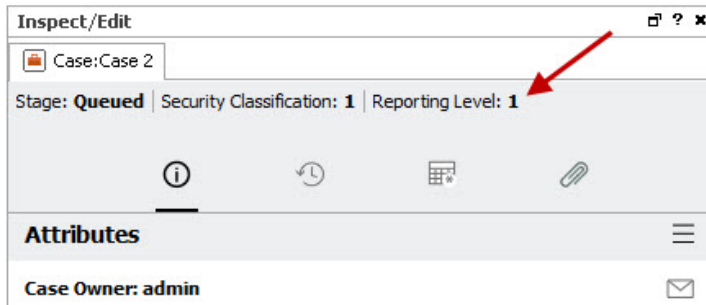 Inspect/Edit
Case:Case 2
Stage: Queued | Security Classification: 1 | Reporting Level: 1
Attributes
Case Owner: admin